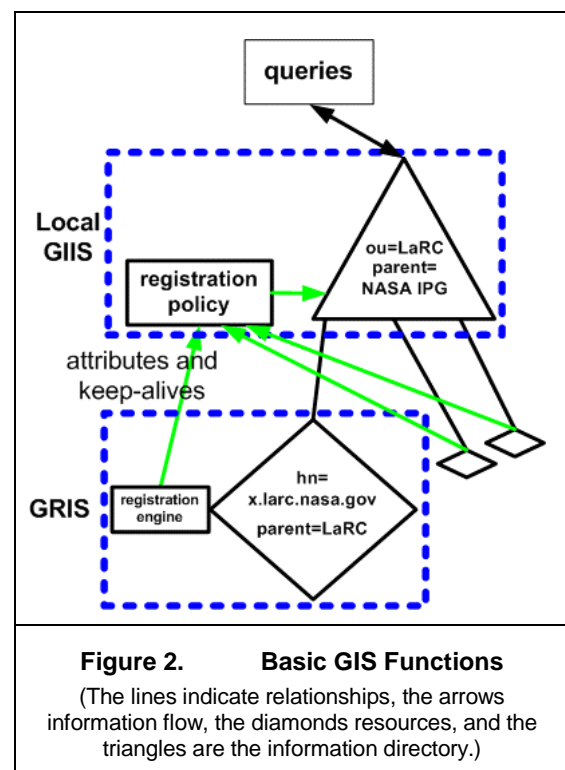 queries
Local
GIIS
ou=LaRC
parent=
NASA IPG
registration
policy
attributes and
keep-alives
GRIS
registration
engine
hn=
x.larc.nasa.gov
parent=LaRC
Figure 2. Basic GIS Functions
(The lines indicate relationships, the arrows
information flow, the diamonds resources, and the
triangles are the information directory.)